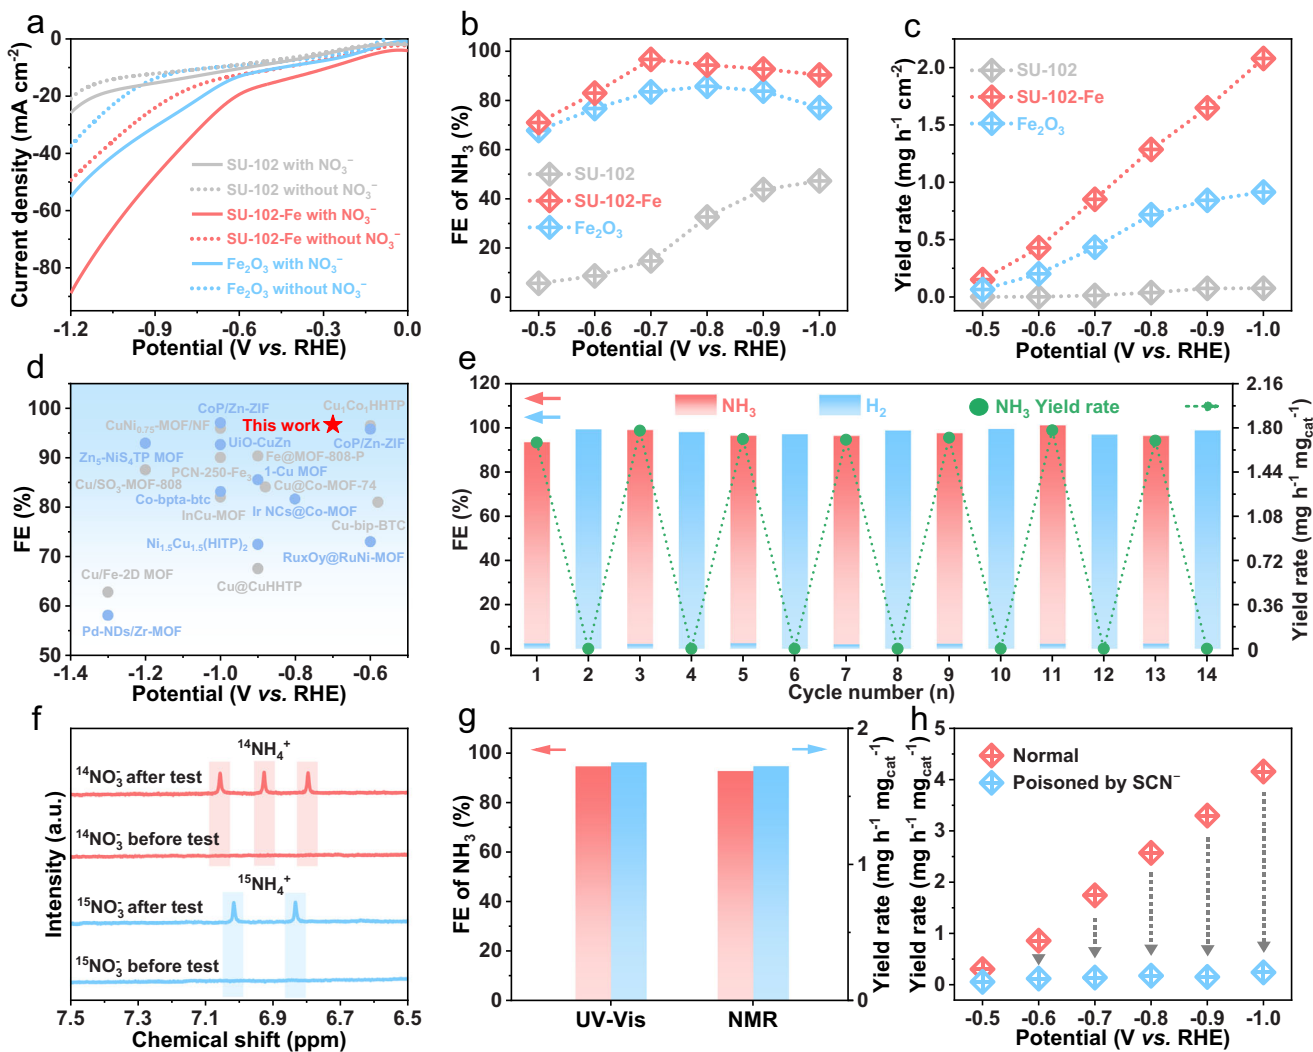 a
0
-20
-40
-60
-80
Current density (mA cm⁻²)
SU-102 with NO₃⁻
SU-102 without NO₃⁻
SU-102-Fe with NO₃⁻
SU-102-Fe without NO₃⁻
Fe₂O₃ with NO₃⁻
Fe₂O₃ without NO₃⁻
-1.2 -0.9 -0.6 -0.3 0.0
Potential (V vs. RHE)
b
100
80
60
40
20
0
FE of NH₃ (%)
SU-102
SU-102-Fe
Fe₂O₃
-0.5 -0.6 -0.7 -0.8 -0.9 -1.0
Potential (V vs. RHE)
c
2.0
1.5
1.0
0.5
0.0
Yield rate (mg h⁻¹ cm⁻²)
SU-102
SU-102-Fe
Fe₂O₃
-0.5 -0.6 -0.7 -0.8 -0.9 -1.0
Potential (V vs. RHE)
d
100
90
80
70
60
50
FE (%)
Cu₁Co₁HHTP
CoP/Zn-ZIF
CuNi₀.₇₅-MOF/NF
This work
UiO-CuZn
CoP/Zn-ZIF
Zn₅-NiS₄TP MOF
Fe@MOF-808-P
PCN-250-Fe₃
1-Cu MOF
Cu/SO₃-MOF-808
Cu@Co-MOF-74
Co-bpta-btc
InCu-MOF
Ir NCs@Co-MOF
Cu-bip-BTC
Ni₁.₅Cu₁.₅(HITP)₂
RuxOy@RuNi-MOF
Cu/Fe-2D MOF
Cu@CuHHTP
Pd-NDs/Zr-MOF
-1.4 -1.2 -1.0 -0.8 -0.6
Potential (V vs. RHE)
e
120
100
80
60
40
20
0
FE (%)
NH₃
H₂
NH₃ Yield rate
2.16
1.80
1.44
1.08
0.72
0.36
0
Yield rate (mg h⁻¹ mg_cat⁻¹)
1 2 3 4 5 6 7 8 9 10 11 12 13 14
Cycle number (n)
f
Intensity (a.u.)
¹⁴NH₄⁺
¹⁴NO₃⁻ after test
¹⁴NO₃⁻ before test
¹⁵NH₄⁺
¹⁵NO₃⁻ after test
¹⁵NO₃⁻ before test
7.5 7.1 6.9 6.8 6.5
Chemical shift (ppm)
g
100
80
60
40
20
0
FE of NH₃ (%)
2
1
0
Yield rate (mg h⁻¹ mg_cat⁻¹)
UV-Vis NMR
h
5
4
3
2
1
0
Yield rate (mg h⁻¹ mg_cat⁻¹)
Normal
Poisoned by SCN⁻
-0.5 -0.6 -0.7 -0.8 -0.9 -1.0
Potential (V vs. RHE)